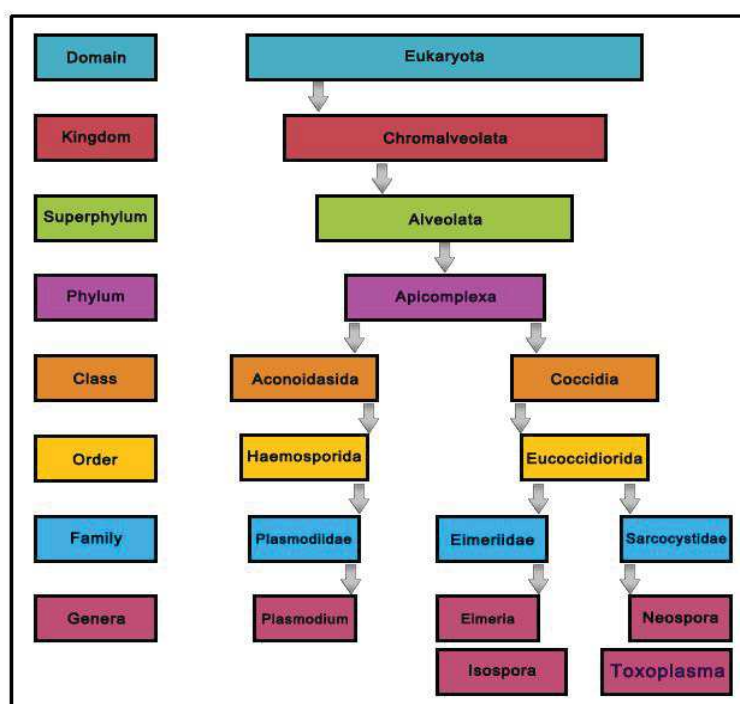 Domain
Eukaryota
Kingdom
Chromalveolata
Superphylum
Alveolata
Phylum
Apicomplexa
Class
Aconoidasida
Coccidia
Order
Haemosporida
Eucoccidiorida
Family
Plasmodiidae
Eimeriidae
Sarcocystidae
Genera
Plasmodium
Eimeria
Neospora
Isospora
Toxoplasma